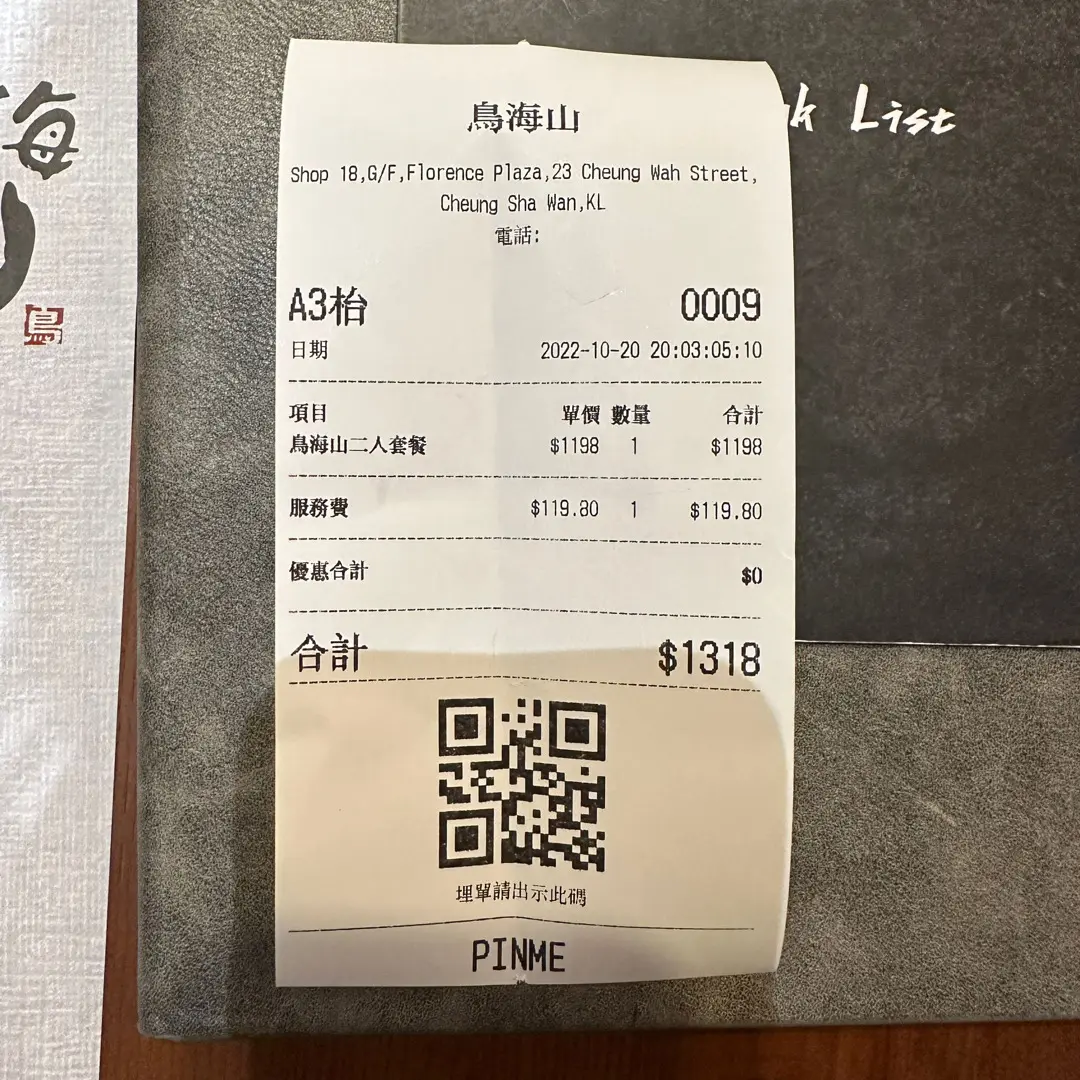 海
山
鳥
k List
鳥海山
Shop 18,G/F,Florence Plaza,23 Cheung Wah Street,
Cheung Sha Wan,KL
電話:
A3枱 0009
日期 2022-10-20 20:03:05:10
項目 單價 數量 合計
鳥海山二人套餐 $1198 1 $1198
服務費 $119.80 1 $119.80
優惠合計 $0
合計 $1318
埋單請出示此碼
PINME